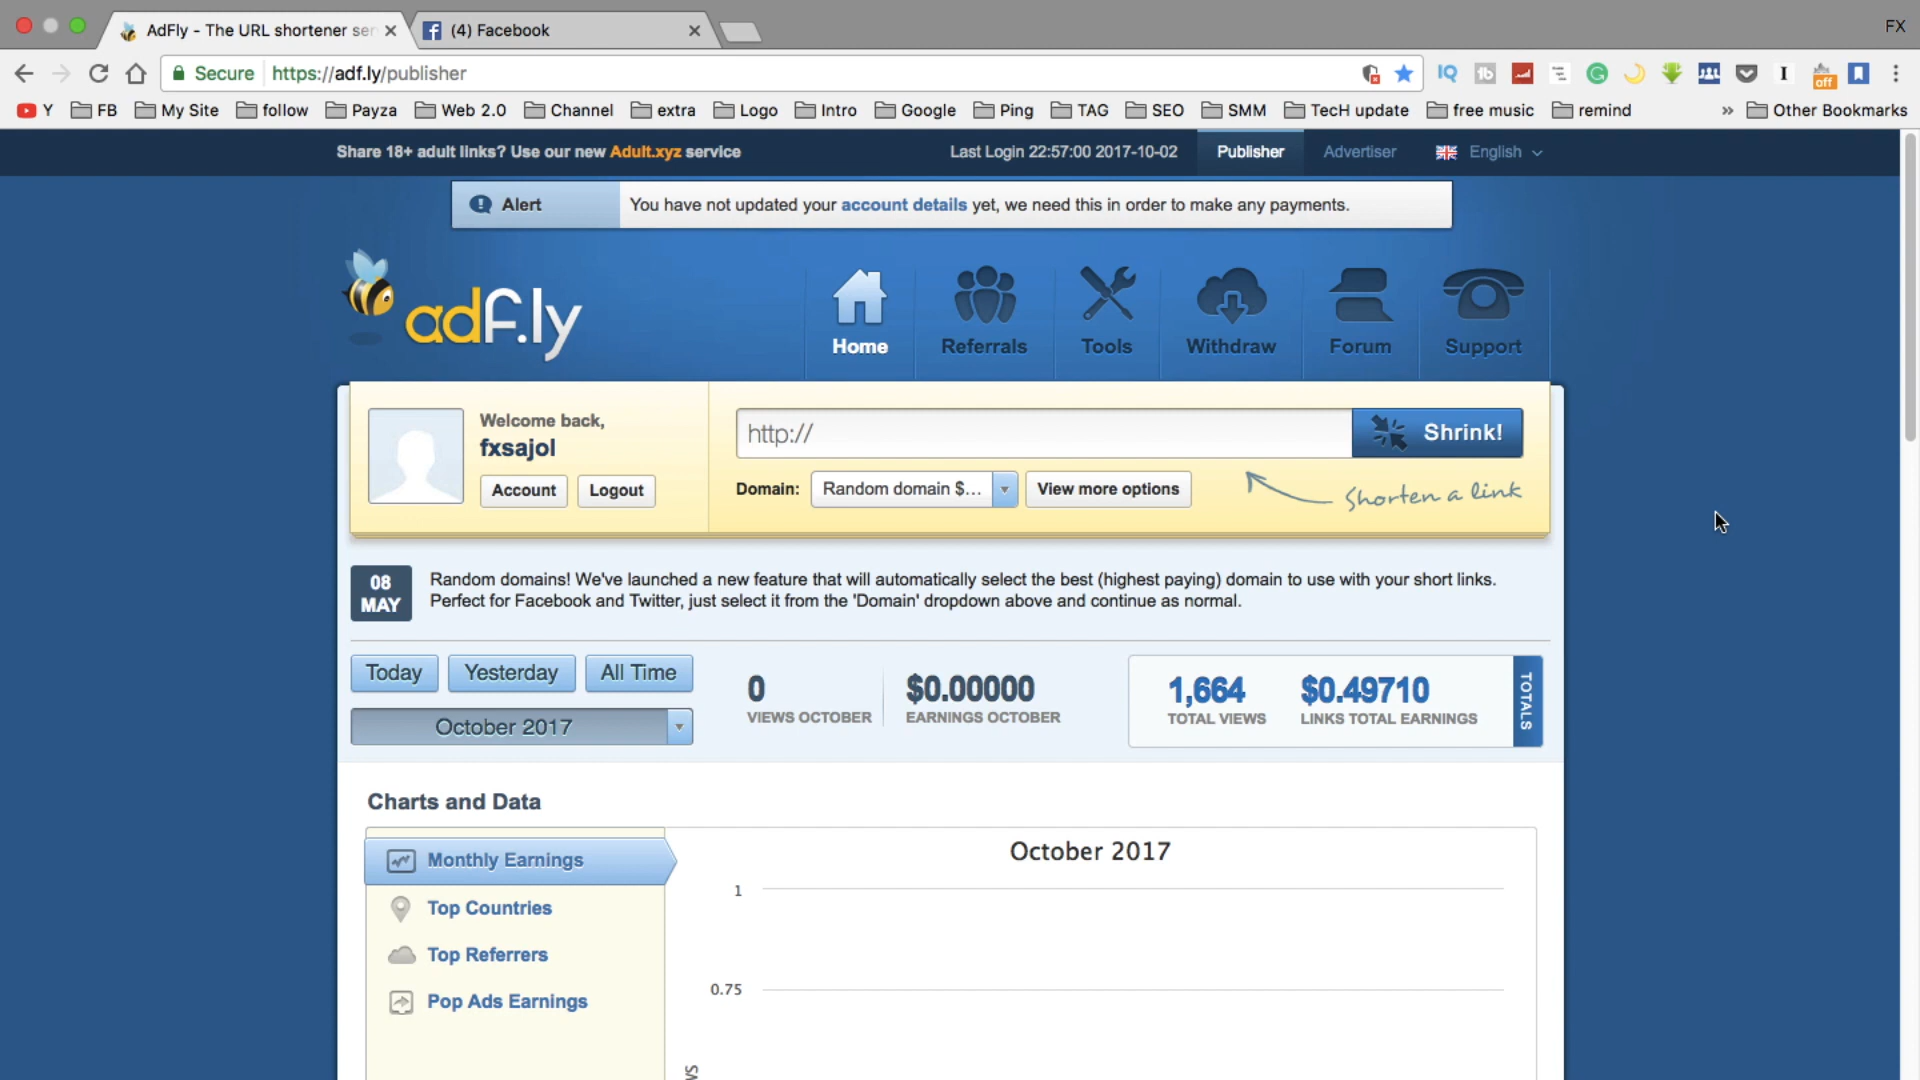 AdFly - The URL shortener ser
(4) Facebook
FX
Secure
https://adf.ly/publisher
IQ
tb
off
Y
FB
My Site
follow
Payza
Web 2.0
Channel
extra
Logo
Intro
Google
Ping
TAG
SEO
SMM
TecH update
free music
remind
»
Other Bookmarks
Share 18+ adult links? Use our new Adult.xyz service
Last Login 22:57:00 2017-10-02
Publisher
Advertiser
English
Alert
You have not updated your account details yet, we need this in order to make any payments.
adf.ly
Home
Referrals
Tools
Withdraw
Forum
Support
Welcome back,
fxsajol
Account
Logout
http://
Shrink!
Domain:
Random domain $...
View more options
Shorten a link
08
MAY
Random domains! We've launched a new feature that will automatically select the best (highest paying) domain to use with your short links.
Perfect for Facebook and Twitter, just select it from the 'Domain' dropdown above and continue as normal.
Today
Yesterday
All Time
October 2017
0
VIEWS OCTOBER
$0.00000
EARNINGS OCTOBER
1,664
TOTAL VIEWS
$0.49710
LINKS TOTAL EARNINGS
TOTALS
Charts and Data
Monthly Earnings
Top Countries
Top Referrers
Pop Ads Earnings
October 2017
1
0.75